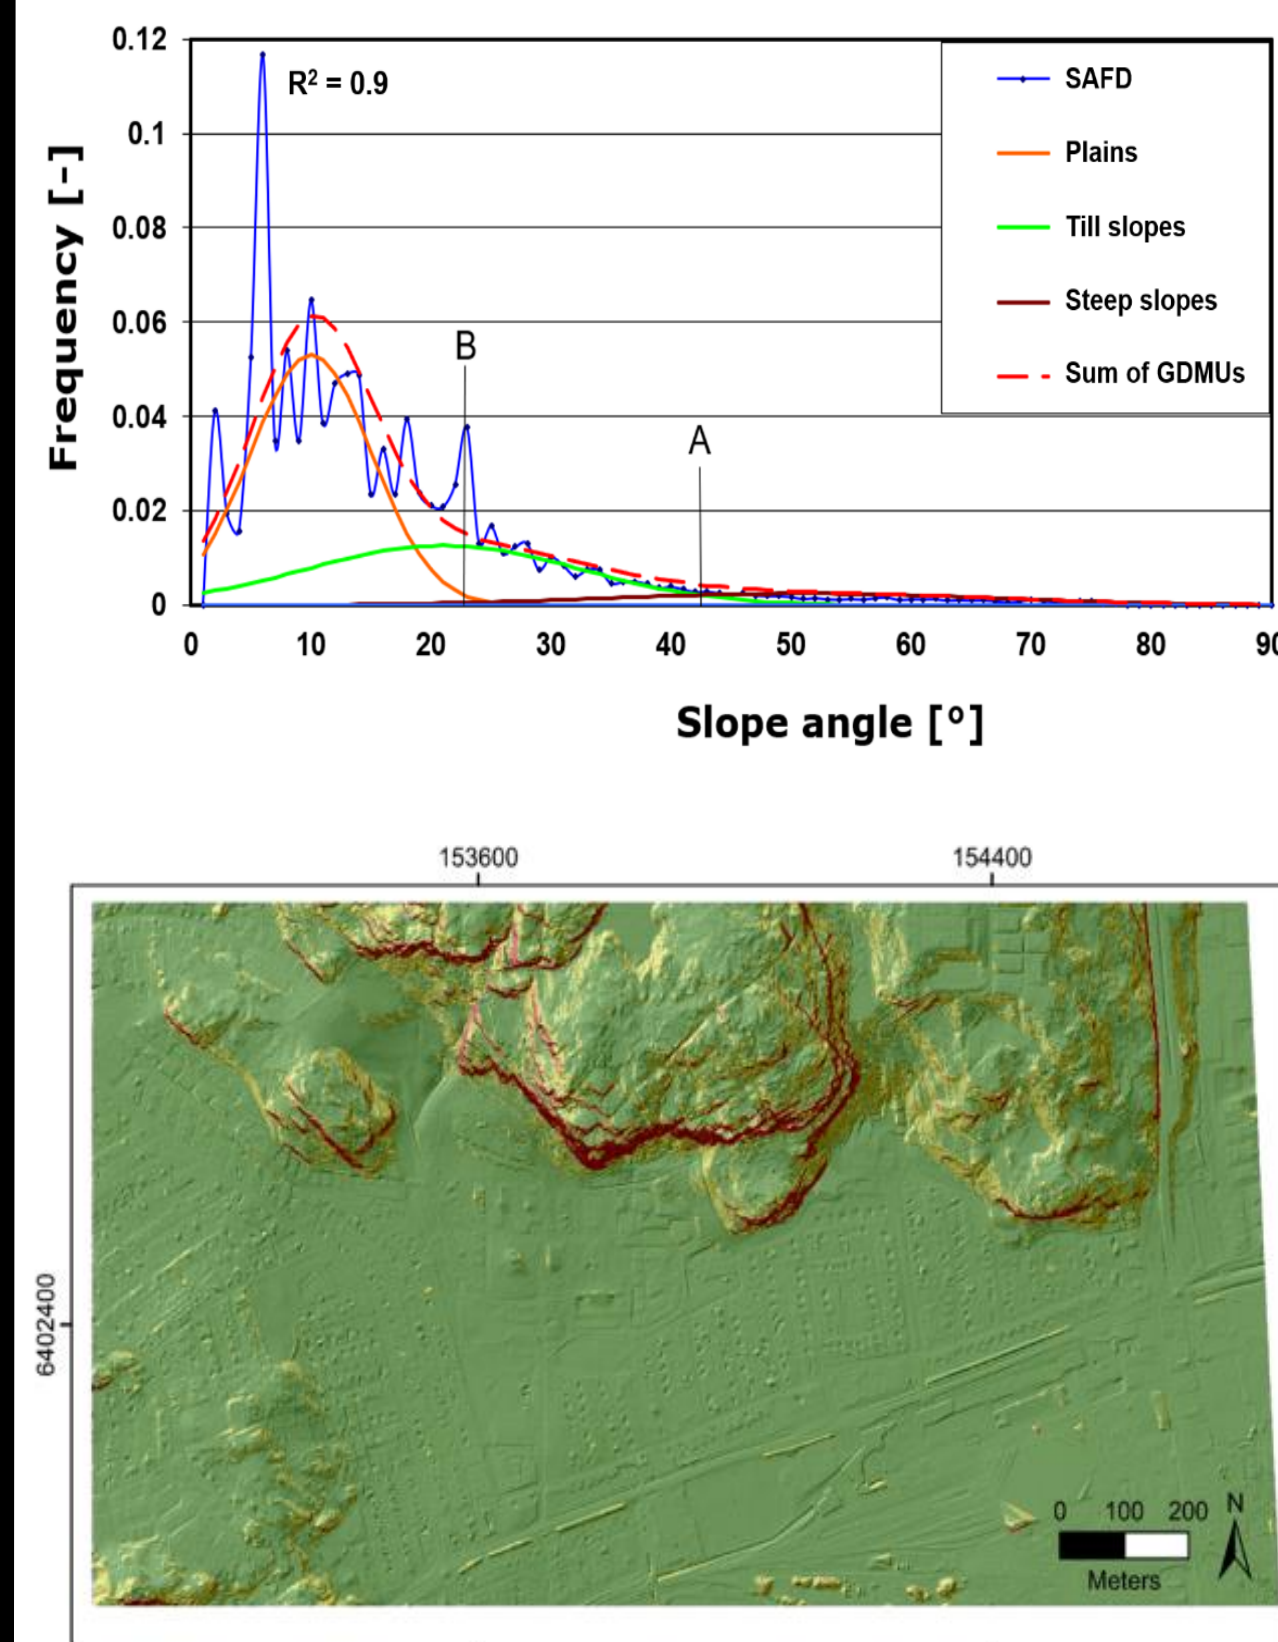 0.12
0.1
0.08
0.06
0.04
0.02
0
Frequency [-]
R² = 0.9
B
A
SAFD
Plains
Till slopes
Steep slopes
Sum of GDMUs
0 10 20 30 40 50 60 70 80 90
Slope angle [º]
153600 154400
6402400
0 100 200 N
Meters